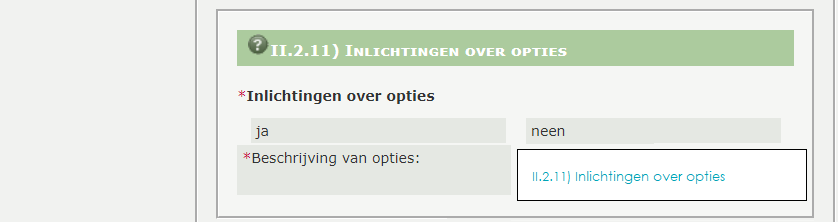 II.2.11) Inlichtingen over opties
*Inlichtingen over opties
ja neen
*Beschrijving van opties:
II.2.11) Inlichtingen over opties